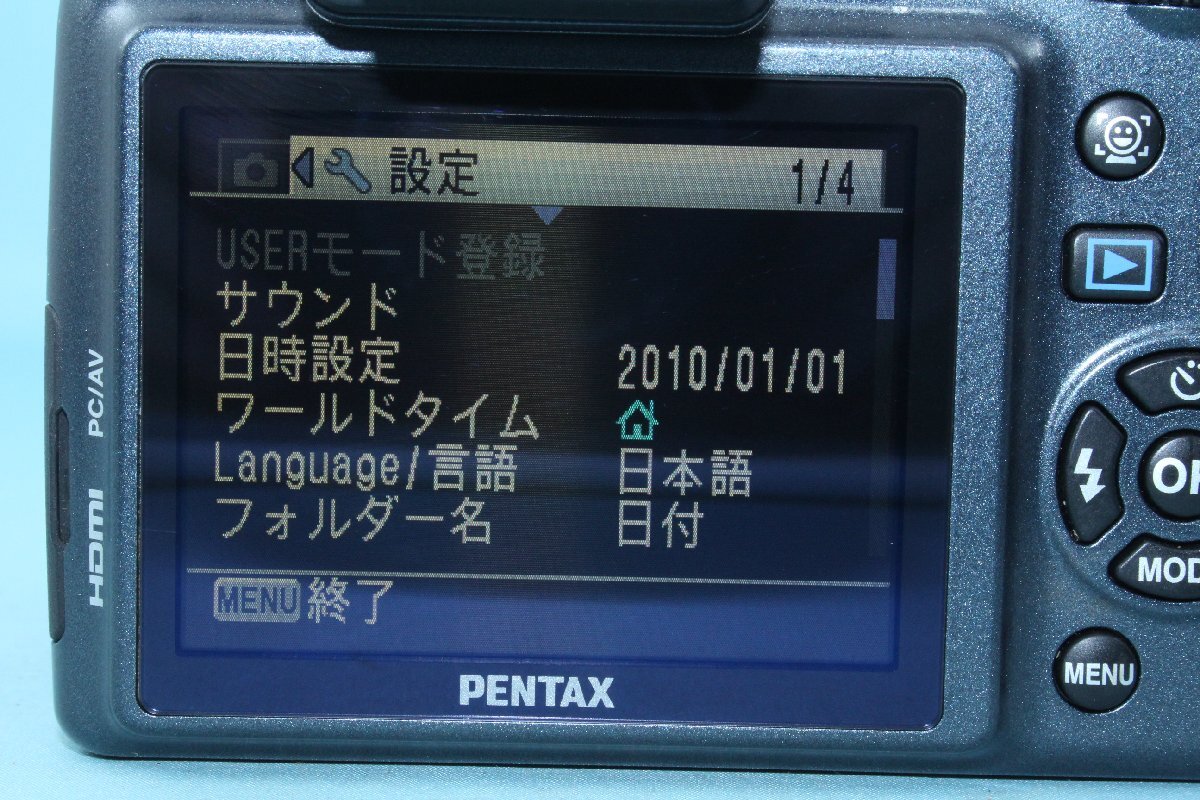 設定 1/4
USERモード登録
サウンド
日時設定 2010/01/01
ワールドタイム
Language/言語 日本語
フォルダー名 日付
MENU 終了
PENTAX
PC/AV
HDMI
OK
MODE
MENU